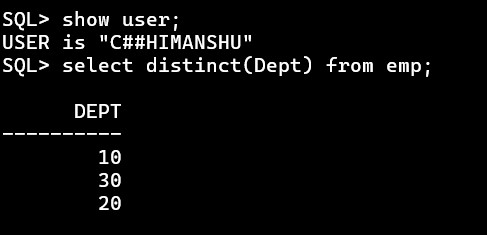 SQL> show user;
USER is "C##HIMANSHU"
SQL> select distinct(Dept) from emp;
DEPT
----------
10
30
20